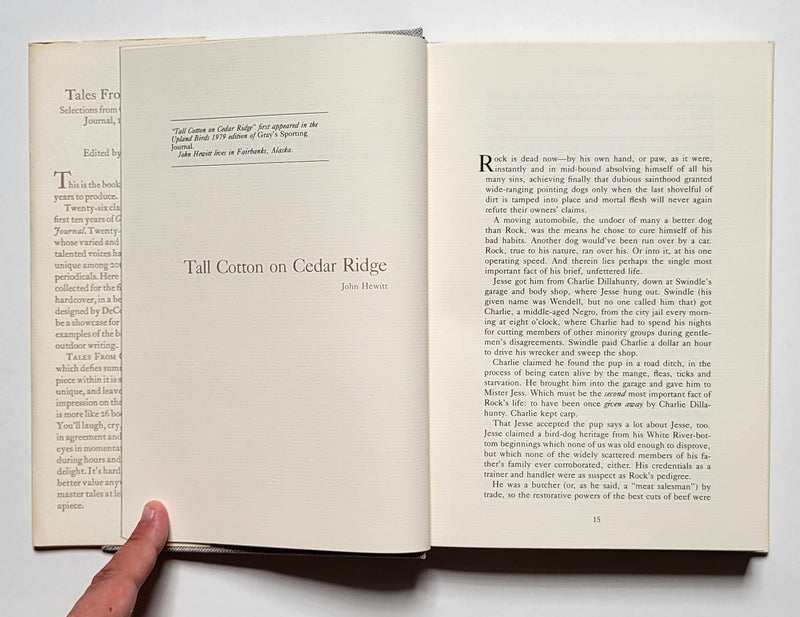 Tales Fro
Selections from
Journal, 1
Edited by
This is the book
years to produce.
Twenty-six cla
first ten years of G
Journal. Twenty-
whose varied and
talented voices ha
unique among 20t
periodicals. Here
collected for the fi
hardcover, in a be
designed by DeCo
be a showcase for
examples of the b
outdoor writing.
TALES FROM G
which defies sum
piece within it is s
unique, and leave
impression on the
is more like 26 boo
You'll laugh, cry,
in agreement and
eyes in momenta
during hours and
delight. It's hard
better value anyw
master tales at le
apiece.
"Tall Cotton on Cedar Ridge" first appeared in the
Upland Birds 1979 edition of Gray's Sporting
Journal.
John Hewitt lives in Fairbanks, Alaska.
Tall Cotton on Cedar Ridge
John Hewitt
Rock is dead now—by his own hand, or paw, as it were,
instantly and in mid-bound absolving himself of all his
many sins, achieving finally that dubious sainthood granted
wide-ranging pointing dogs only when the last shovelful of
dirt is tamped into place and mortal flesh will never again
refute their owners' claims.
A moving automobile, the undoer of many a better dog
than Rock, was the means he chose to cure himself of his
bad habits. Another dog would've been run over by a car.
Rock, true to his nature, ran over his. Or into it, at his one
operating speed. And therein lies perhaps the single most
important fact of his brief, unfettered life.
Jesse got him from Charlie Dillahunty, down at Swindle's
garage and body shop, where Jesse hung out. Swindle (his
given name was Wendell, but no one called him that) got
Charlie, a middle-aged Negro, from the city jail every morn-
ing at eight o'clock, where Charlie had to spend his nights
for cutting members of other minority groups during gentle-
men's disagreements. Swindle paid Charlie a dollar an hour
to drive his wrecker and sweep the shop.
Charlie claimed he found the pup in a road ditch, in the
process of being eaten alive by the mange, fleas, ticks and
starvation. He brought him into the garage and gave him to
Mister Jess. Which must be the second most important fact of
Rock's life: to have been once given away by Charlie Dilla-
hunty. Charlie kept carp.
That Jesse accepted the pup says a lot about Jesse, too.
Jesse claimed a bird-dog heritage from his White River-bot-
tom beginnings which none of us was old enough to disprove,
but which none of the widely scattered members of his fa-
ther's family ever corroborated, either. His credentials as a
trainer and handler were as suspect as Rock's pedigree.
He was a butcher (or, as he said, a "meat salesman") by
trade, so the restorative powers of the best cuts of beef were
15